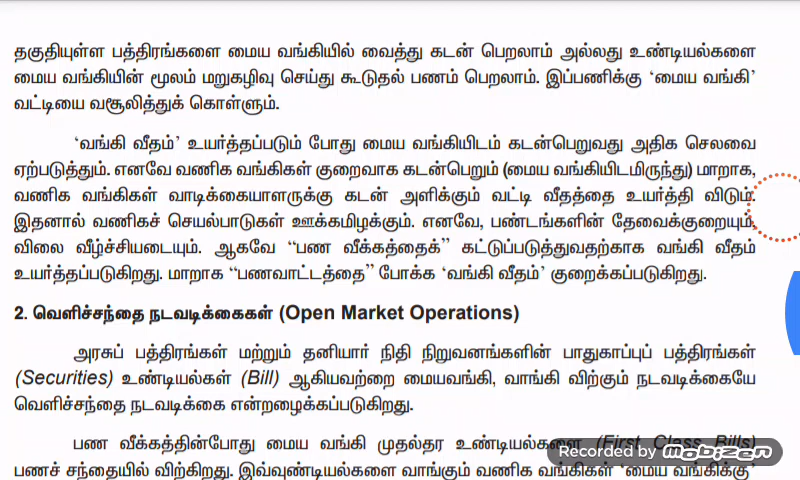 தகுதியுள்ள பத்திரங்களை மைய வங்கியில் வைத்து கடன் பெறலாம் அல்லது உண்டியல்களை
மைய வங்கியின் மூலம் மறுகழிவு செய்து கூடுதல் பணம் பெறலாம். இப்பணிக்கு ‘மைய வங்கி’
வட்டியை வசூலித்துக் கொள்ளும்.
‘வங்கி வீதம்’ உயர்த்தப்படும் போது மைய வங்கியிடம் கடன்பெறுவது அதிக செலவை
ஏற்படுத்தும். எனவே வணிக வங்கிகள் குறைவாக கடன்பெறும் (மைய வங்கியிடமிருந்து) மாறாக,
வணிக வங்கிகள் வாடிக்கையாளருக்கு கடன் அளிக்கும் வட்டி வீதத்தை உயர்த்தி விடும்.
இதனால் வணிகச் செயல்பாடுகள் ஊக்கமிழக்கும். எனவே, பண்டங்களின் தேவைக்குறையும்,
விலை வீழ்ச்சியடையும். ஆகவே “பண வீக்கத்தைக்” கட்டுப்படுத்துவதற்காக வங்கி வீதம்
உயர்த்தப்படுகிறது. மாறாக “பணவாட்டத்தை” போக்க ‘வங்கி வீதம்’ குறைக்கப்படுகிறது.
2. வெளிச்சந்தை நடவடிக்கைகள் (Open Market Operations)
அரசுப் பத்திரங்கள் மற்றும் தனியார் நிதி நிறுவனங்களின் பாதுகாப்புப் பத்திரங்கள்
(Securities) உண்டியல்கள் (Bill) ஆகியவற்றை மையவங்கி, வாங்கி விற்கும் நடவடிக்கையே
வெளிச்சந்தை நடவடிக்கை என்றழைக்கப்படுகிறது.
பண வீக்கத்தின்போது மைய வங்கி முதல்தர உண்டியல்களை (First Class Bills)
பணச் சந்தையில் விற்கிறது. இவ்வுண்டியல்களை வாங்கும் வணிக வங்கிகள் ‘மைய வங்கிக்கு’
Recorded by mobizen